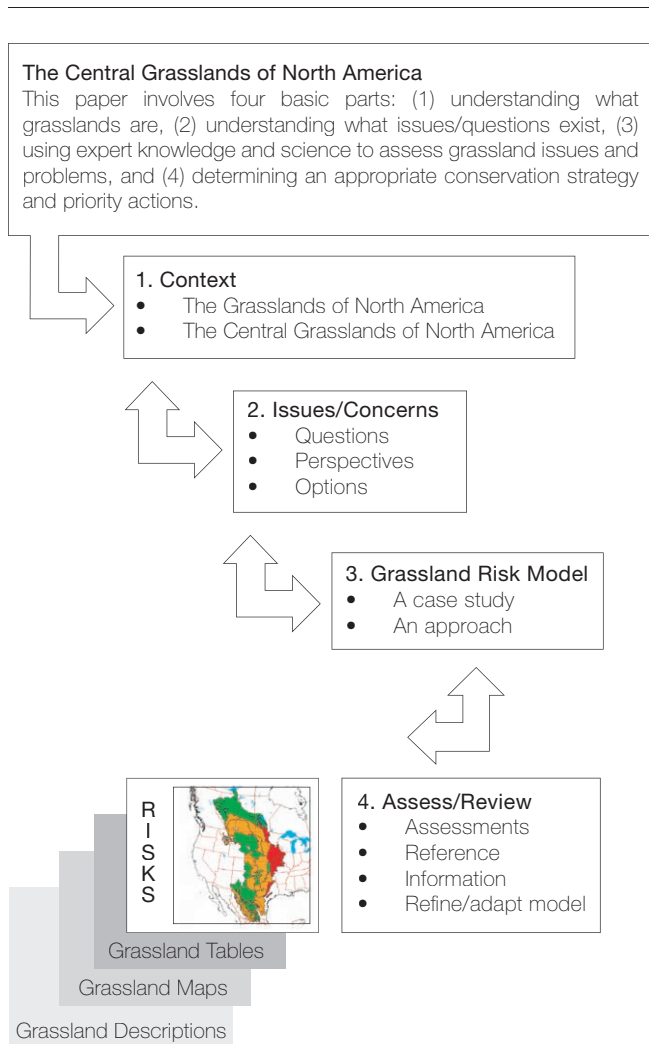 The Central Grasslands of North America
This paper involves four basic parts: (1) understanding what
grasslands are, (2) understanding what issues/questions exist, (3)
using expert knowledge and science to assess grassland issues and
problems, and (4) determining an appropriate conservation strategy
and priority actions.
1. Context
• The Grasslands of North America
• The Central Grasslands of North America
2. Issues/Concerns
• Questions
• Perspectives
• Options
3. Grassland Risk Model
• A case study
• An approach
R
I
S
K
S
4. Assess/Review
• Assessments
• Reference
• Information
• Refine/adapt model
Grassland Tables
Grassland Maps
Grassland Descriptions